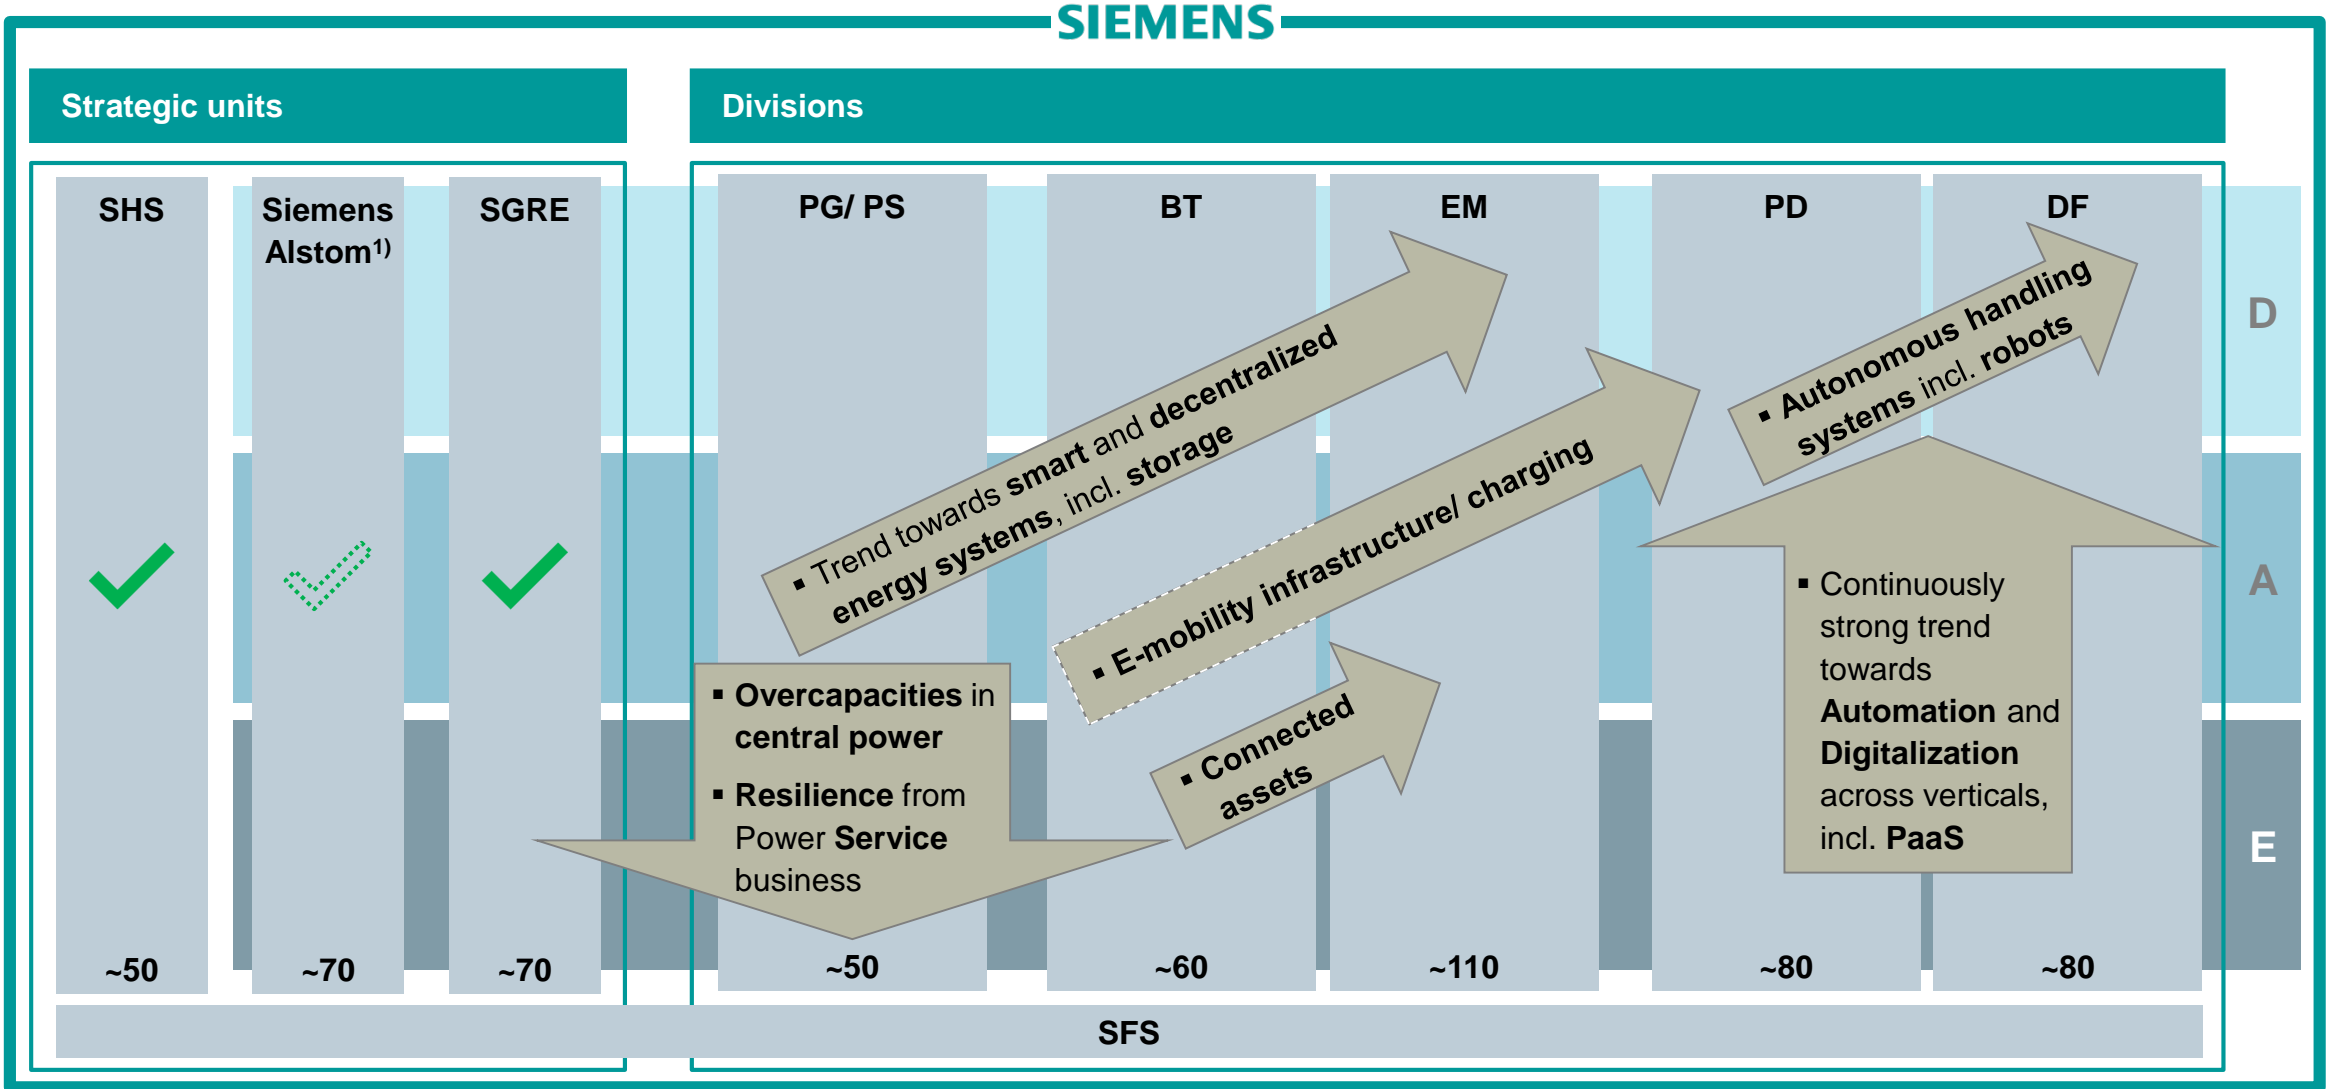 SIEMENS
Strategic units
Divisions
SHS
Siemens
Alstom¹⁾
SGRE
PG/ PS
BT
EM
PD
DF
D
A
E
▪ Trend towards smart and decentralized
energy systems, incl. storage
▪ E-mobility infrastructure/ charging
▪ Connected
assets
▪ Autonomous handling
systems incl. robots
▪ Overcapacities in
central power
▪ Resilience from
Power Service
business
▪ Continuously
strong trend
towards
Automation and
Digitalization
across verticals,
incl. PaaS
~50
~70
~70
~50
~60
~110
~80
~80
SFS